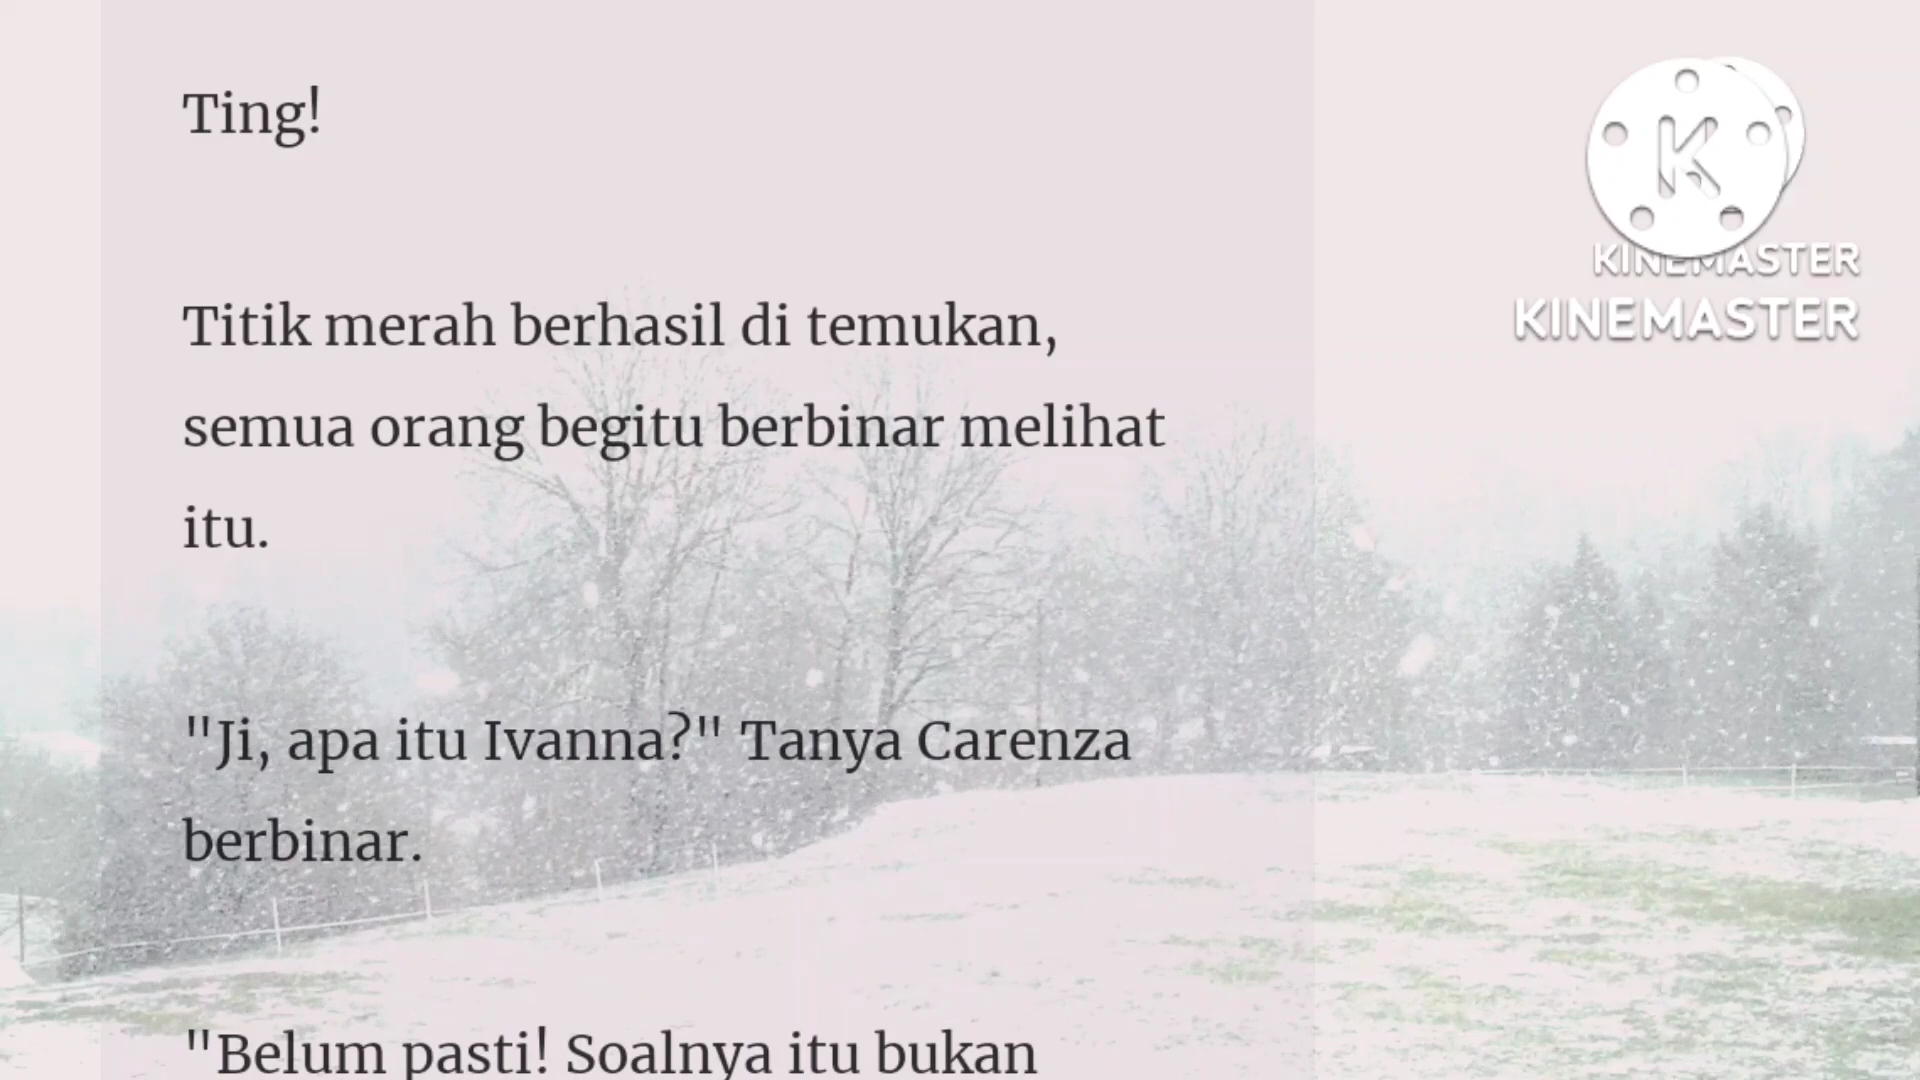 Ting!
Titik merah berhasil di temukan,
semua orang begitu berbinar melihat
itu.
"Ji, apa itu Ivanna?" Tanya Carenza
berbinar.
"Belum pasti! Soalnya itu bukan
K
KINEMASTER
KINEMASTER